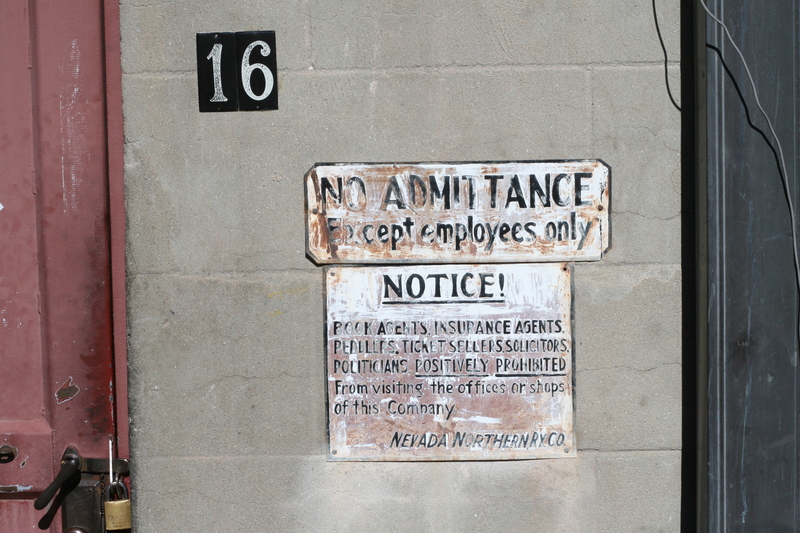 16
NO ADMITTANCE
Except employees only
NOTICE!
BOOK AGENTS, INSURANCE AGENTS,
PEDLERS, TICKET SELLERS SOLICITORS,
POLITICIANS, POSITIVELY PROHIBITED
From visiting the offices or shops
of this Company
NEVADA NORTHERN RY. CO.